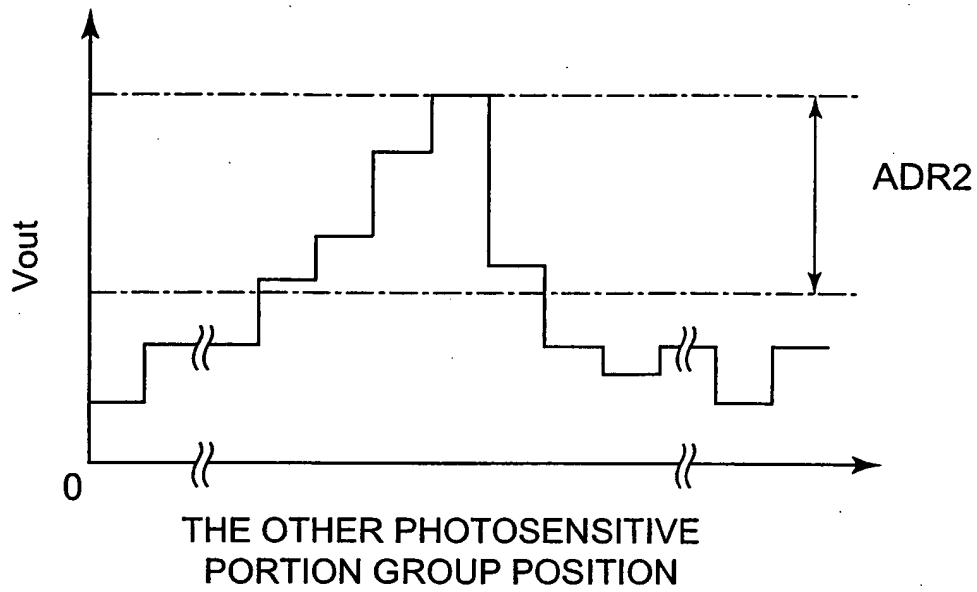 ADR2
Vout
0
THE OTHER PHOTOSENSITIVE
PORTION GROUP POSITION